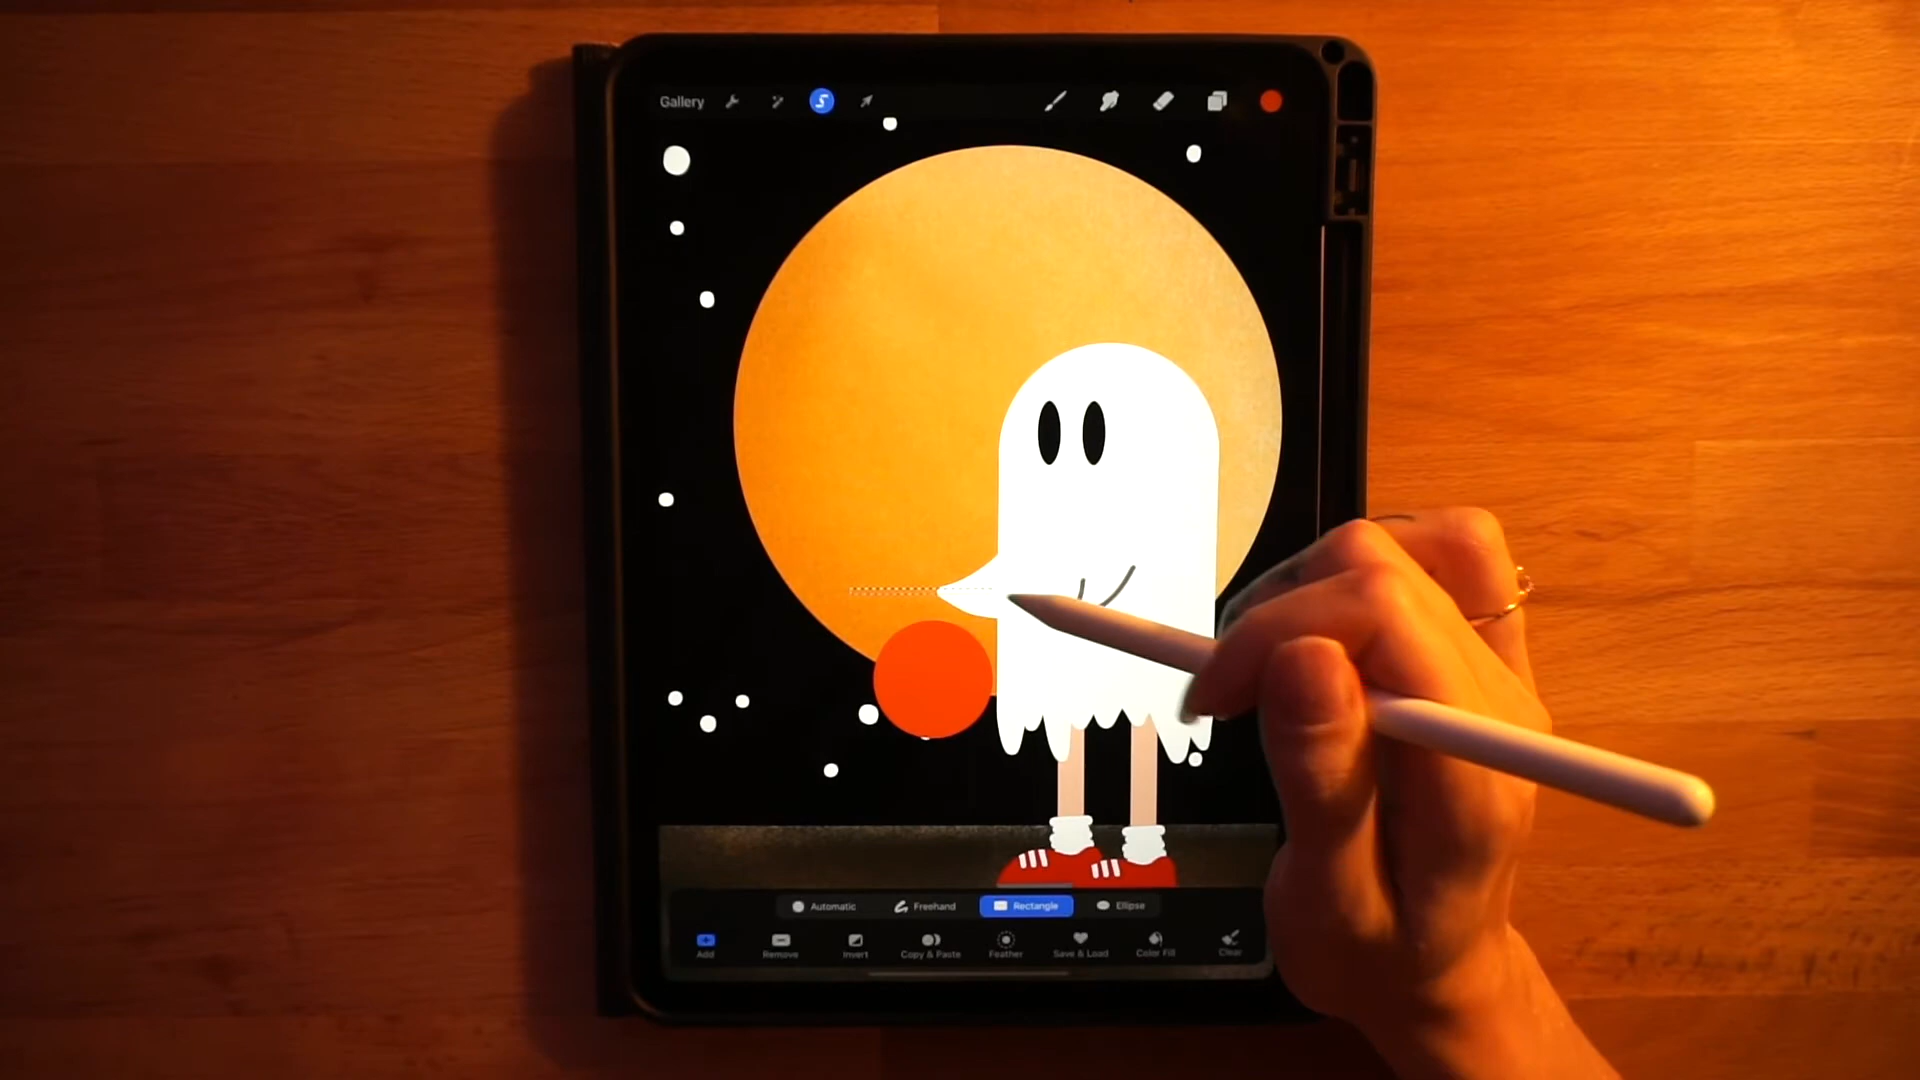 Gallery
Automatic Freehand Rectangle Ellipse
Add Remove Invert Copy & Paste Feather Save & Load Color Fill Clear